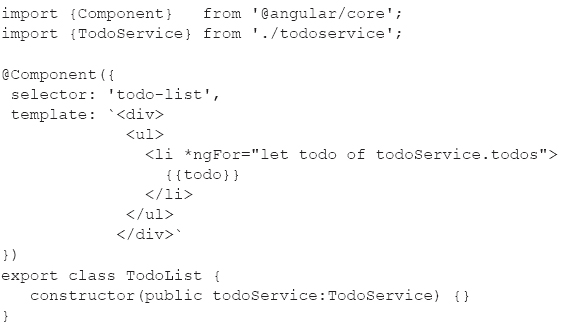 import {Component}   from '@angular/core';
import {TodoService} from './todoservice';

@Component({
 selector: 'todo-list',
 template: `<div>
             <ul>
               <li *ngFor="let todo of todoService.todos">
                 {{todo}}
               </li>
             </ul>
            </div>`
})
export class TodoList {
   constructor(public todoService:TodoService) {}
}